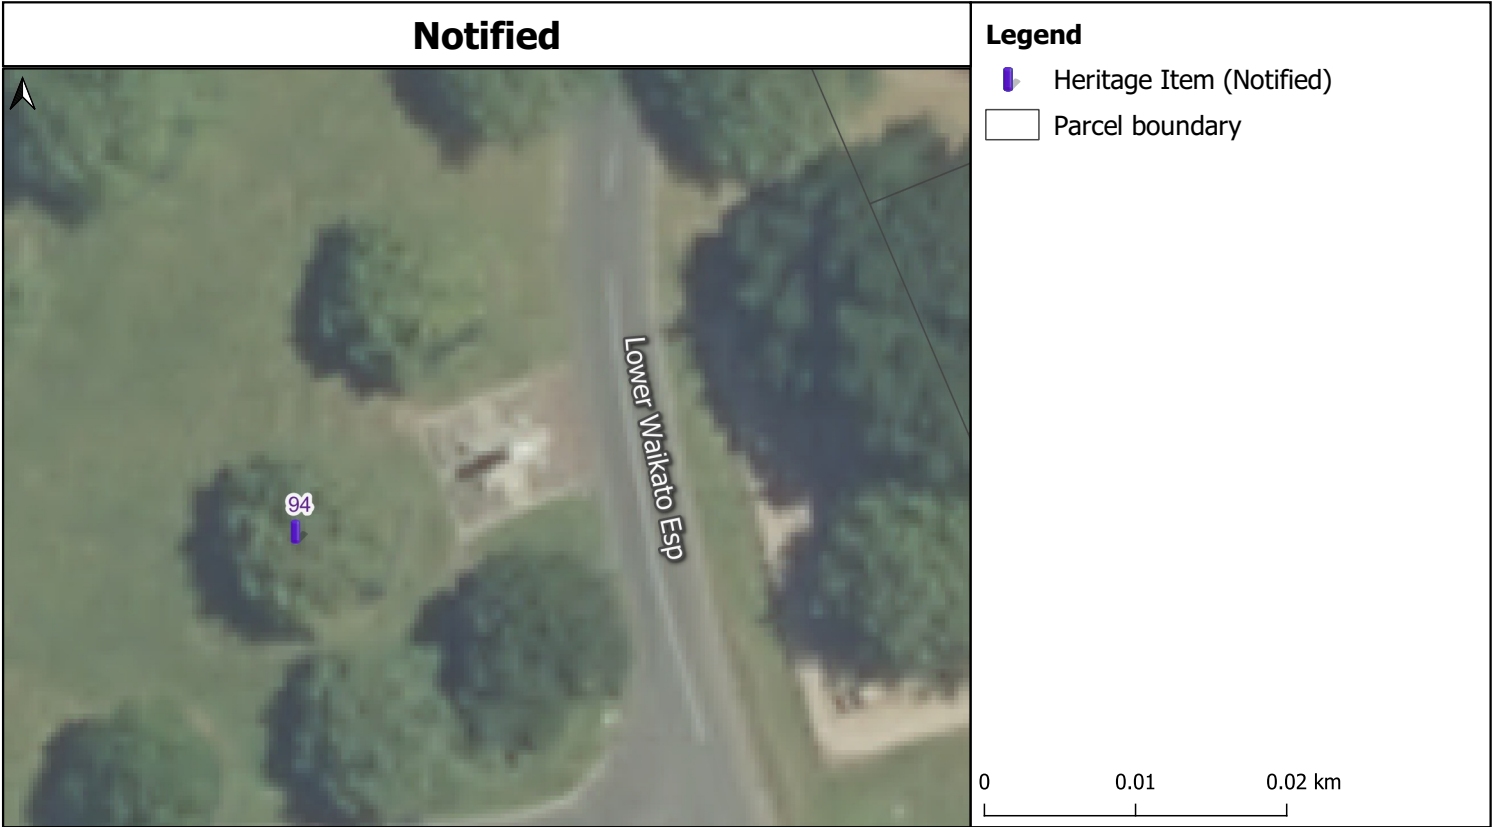 Notified
Legend
Heritage Item (Notified)
Parcel boundary
94
Lower Waikato Esp
0 0.01 0.02 km